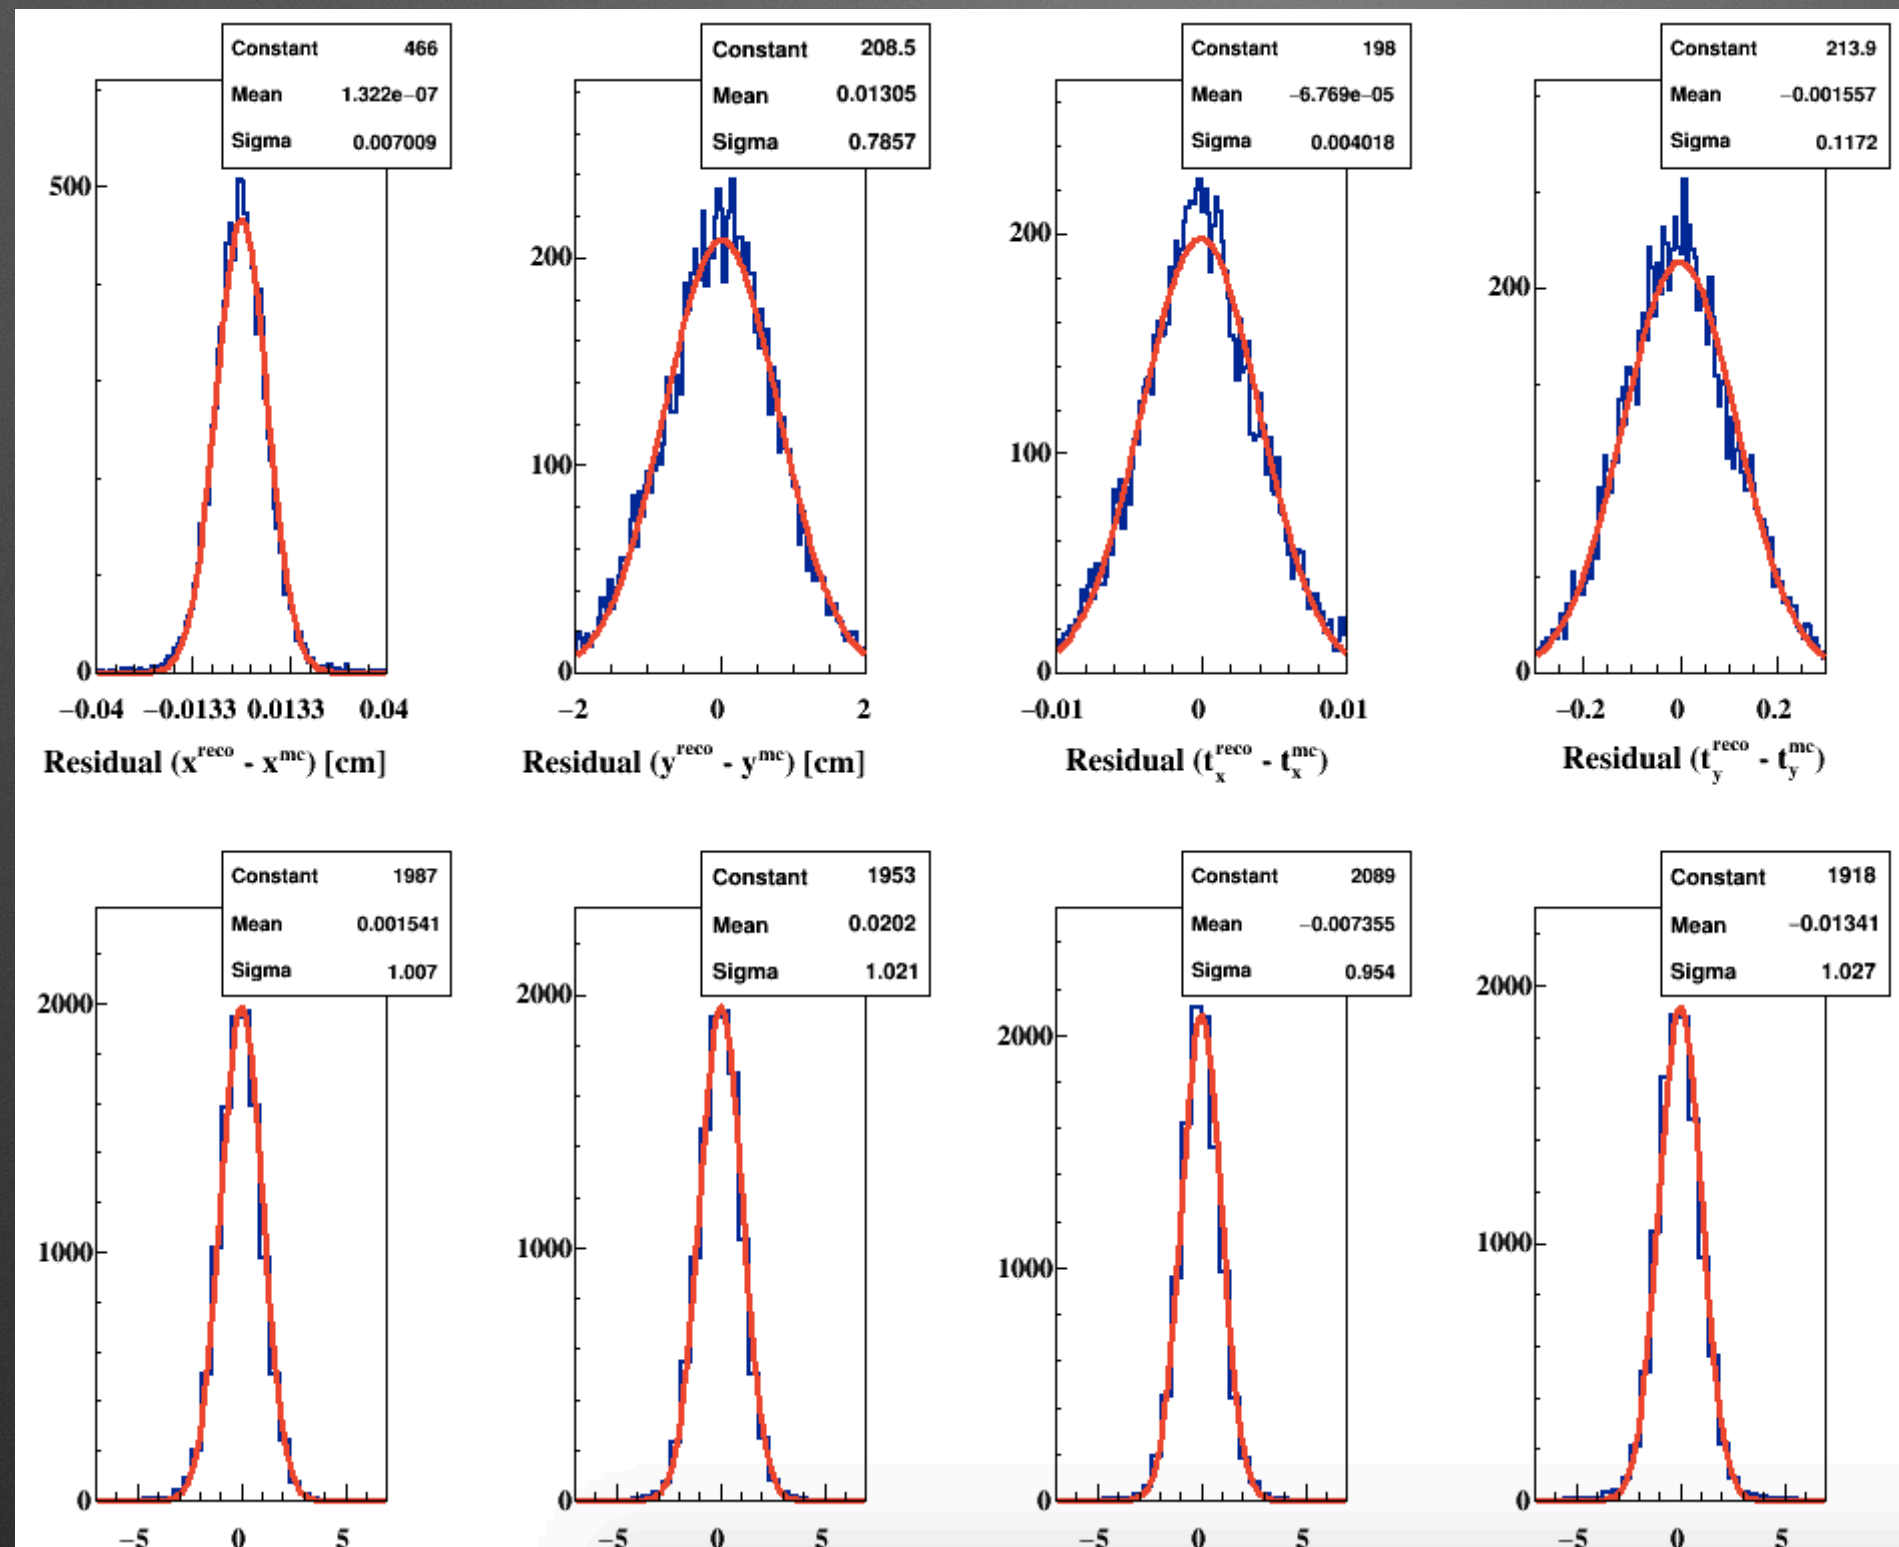 Constant 466
Mean 1.322e−07
Sigma 0.007009
500
0
−0.04 −0.0133 0.0133 0.04
Residual (x^reco - x^mc) [cm]
Constant 208.5
Mean 0.01305
Sigma 0.7857
200
100
0
−2 0 2
Residual (y^reco - y^mc) [cm]
Constant 198
Mean −6.769e−05
Sigma 0.004018
200
100
0
−0.01 0 0.01
Residual (t_x^reco - t_x^mc)
Constant 213.9
Mean −0.001557
Sigma 0.1172
200
0
−0.2 0 0.2
Residual (t_y^reco - t_y^mc)
Constant 1987
Mean 0.001541
Sigma 1.007
2000
1000
0
−5 0 5
Constant 1953
Mean 0.0202
Sigma 1.021
2000
1000
0
−5 0 5
Constant 2089
Mean −0.007355
Sigma 0.954
2000
1000
0
−5 0 5
Constant 1918
Mean −0.01341
Sigma 1.027
2000
1000
0
−5 0 5